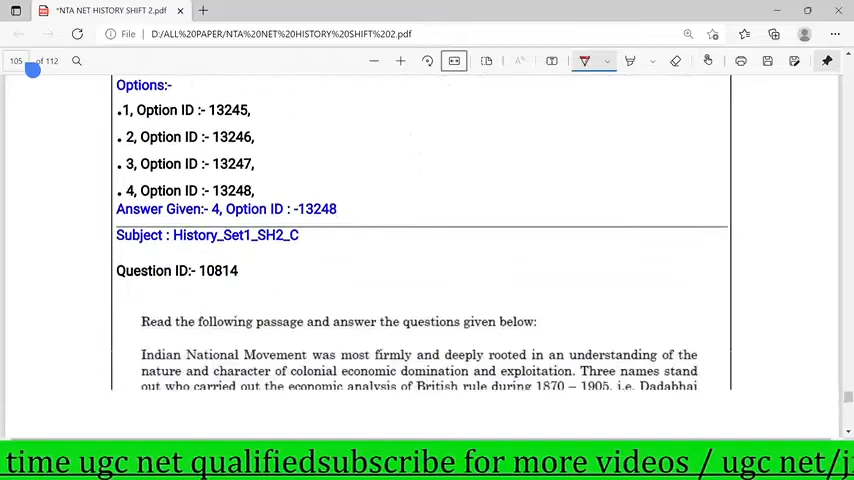 *NTA NET HISTORY SHIFT 2.pdf
File D:/ALL%20PAPER/NTA%20NET%20HISTORY%20SHIFT%202.pdf
105 of 112
Options:-
.1, Option ID :- 13245,
. 2, Option ID :- 13246,
. 3, Option ID :- 13247,
. 4, Option ID :- 13248,
Answer Given:- 4, Option ID : -13248
Subject : History_Set1_SH2_C
Question ID:- 10814
Read the following passage and answer the questions given below:
Indian National Movement was most firmly and deeply rooted in an understanding of the
nature and character of colonial economic domination and exploitation. Three names stand
out who carried out the economic analysis of British rule during 1870 – 1905, i.e. Dadabhai
time ugc net qualifiedsubscribe for more videos / ugc net/j